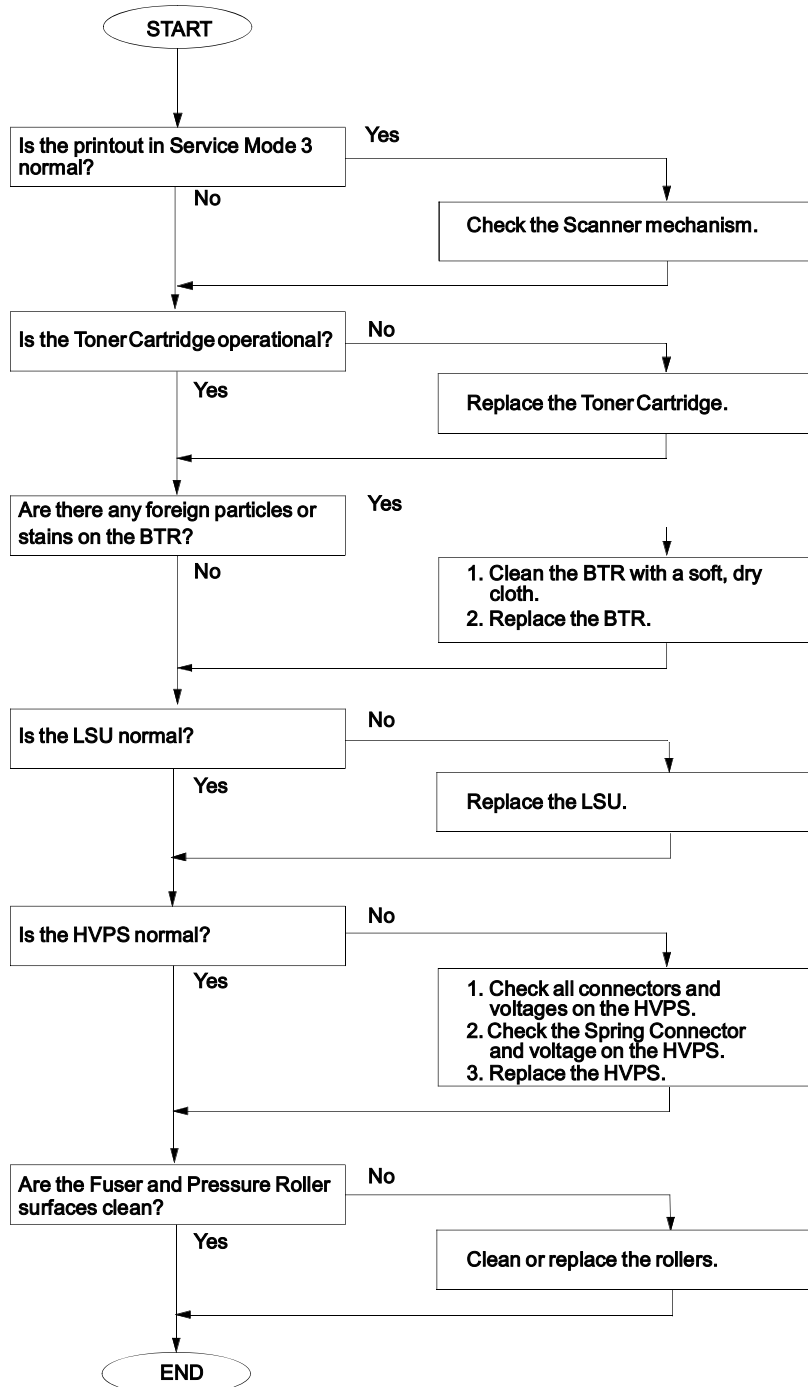 START
Is the printout in Service Mode 3
normal?
Yes
No
Check the Scanner mechanism.
Is the Toner Cartridge operational?
No
Yes
Replace the Toner Cartridge.
Are there any foreign particles or
stains on the BTR?
Yes
No
1. Clean the BTR with a soft, dry
cloth.
2. Replace the BTR.
Is the LSU normal?
No
Yes
Replace the LSU.
Is the HVPS normal?
No
Yes
1. Check all connectors and
voltages on the HVPS.
2. Check the Spring Connector
and voltage on the HVPS.
3. Replace the HVPS.
Are the Fuser and Pressure Roller
surfaces clean?
No
Yes
Clean or replace the rollers.
END